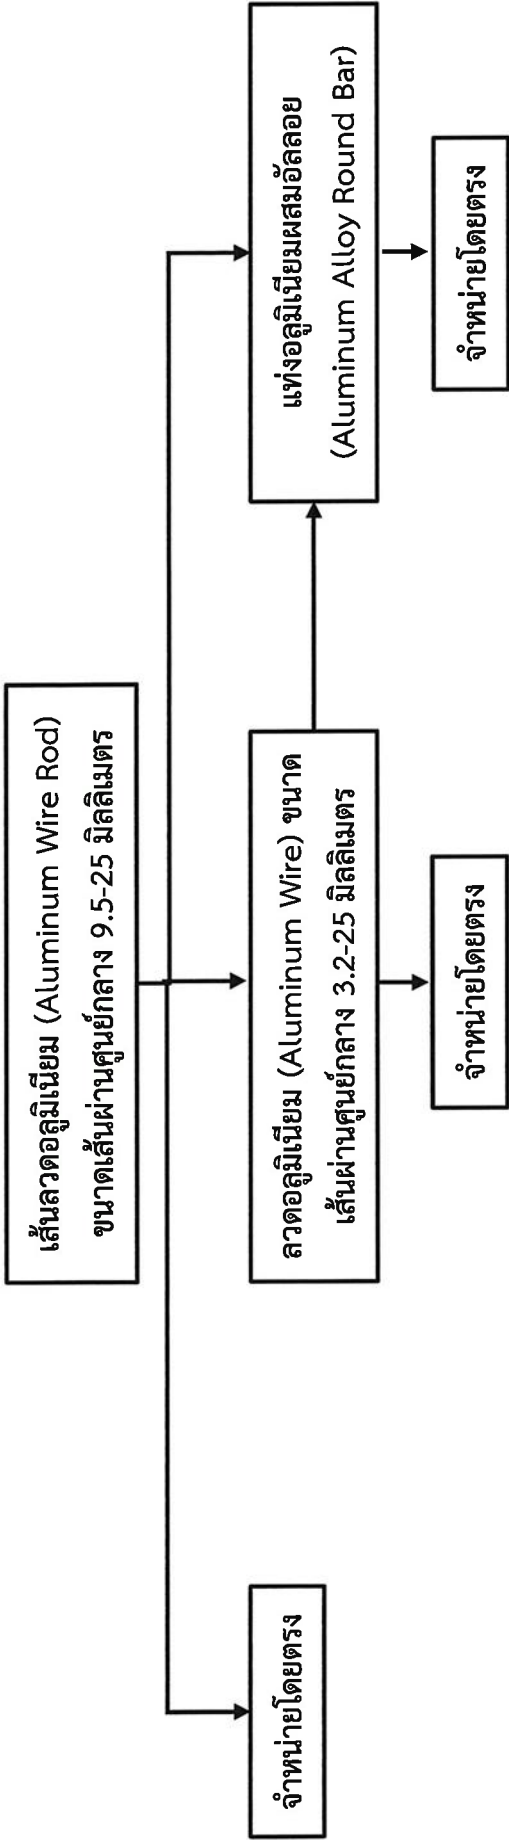 เส้นลวดอลูมิเนียม (Aluminum Wire Rod)
ขนาดเส้นผ่านศูนย์กลาง 9.5-25 มิลลิเมตร
จำหน่ายโดยตรง
ลวดอลูมิเนียม (Aluminum Wire) ขนาด
เส้นผ่านศูนย์กลาง 3.2-25 มิลลิเมตร
แท่งอลูมิเนียมผสมอัลลอย
(Aluminum Alloy Round Bar)
จำหน่ายโดยตรง
จำหน่ายโดยตรง